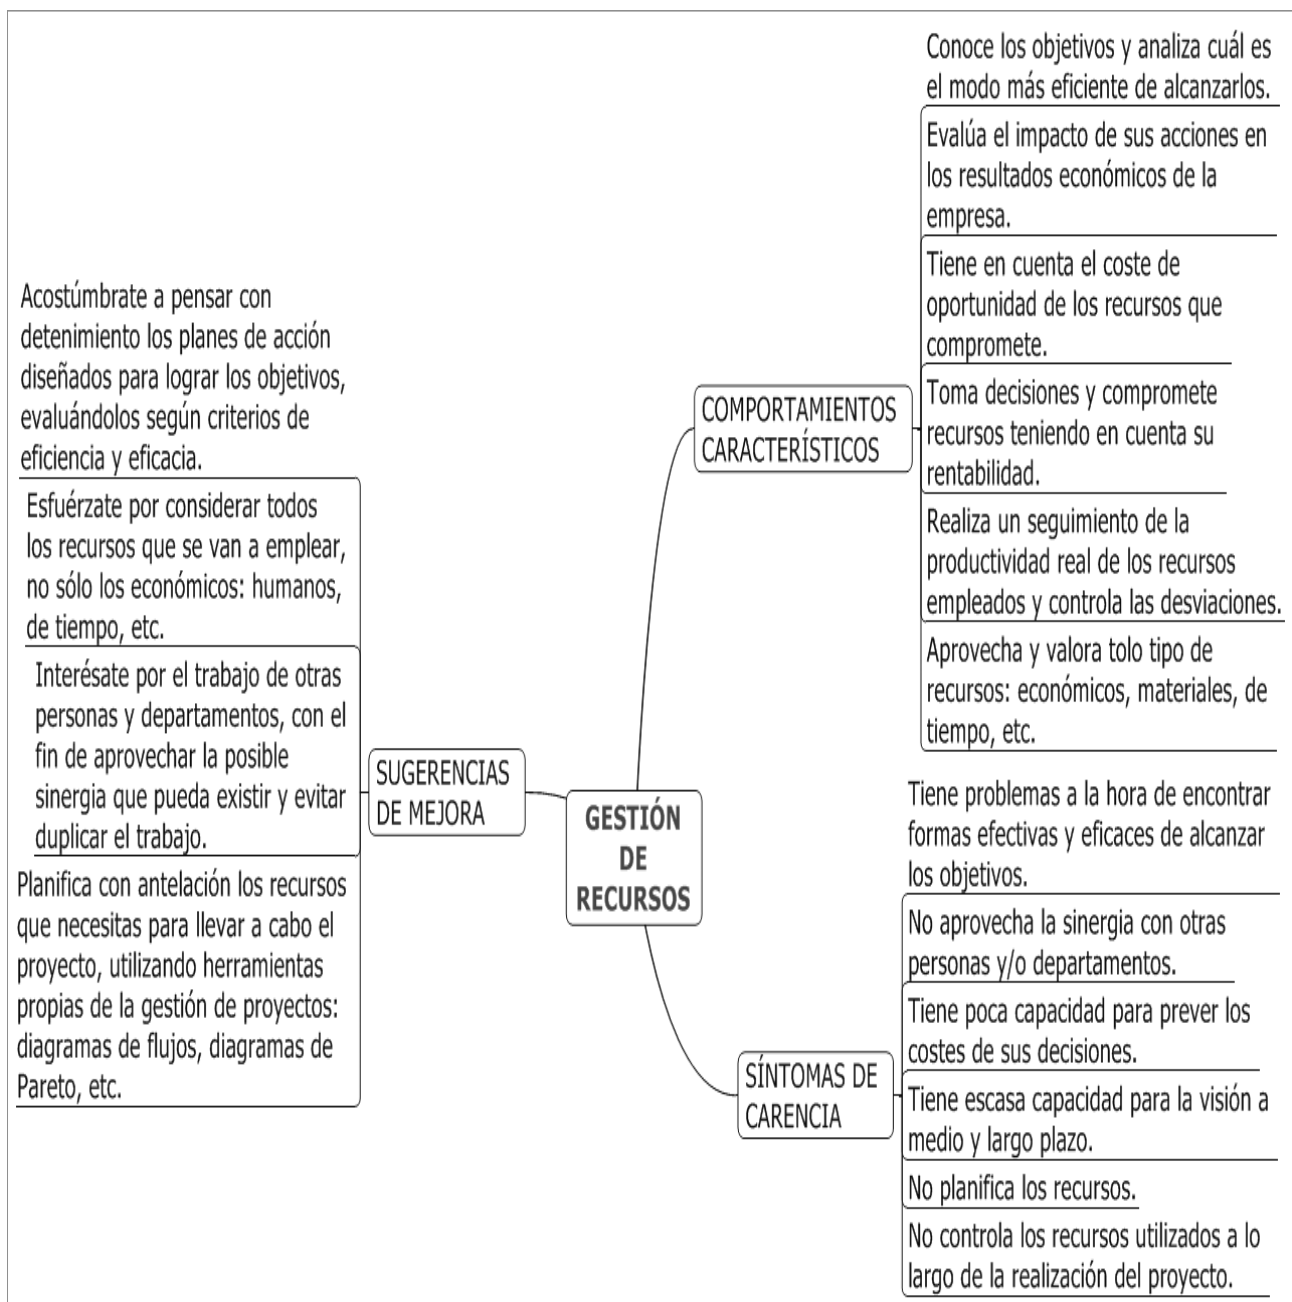 Conoce los objetivos y analiza cuál es
el modo más eficiente de alcanzarlos.
Evalúa el impacto de sus acciones en
los resultados económicos de la
empresa.
Tiene en cuenta el coste de
oportunidad de los recursos que
compromete.
Toma decisiones y compromete
recursos teniendo en cuenta su
rentabilidad.
Realiza un seguimiento de la
productividad real de los recursos
empleados y controla las desviaciones.
Aprovecha y valora tolo tipo de
recursos: económicos, materiales, de
tiempo, etc.
COMPORTAMIENTOS
CARACTERÍSTICOS
Acostúmbrate a pensar con
detenimiento los planes de acción
diseñados para lograr los objetivos,
evaluándolos según criterios de
eficiencia y eficacia.
Esfuérzate por considerar todos
los recursos que se van a emplear,
no sólo los económicos: humanos,
de tiempo, etc.
Interésate por el trabajo de otras
personas y departamentos, con el
fin de aprovechar la posible
sinergia que pueda existir y evitar
duplicar el trabajo.
Planifica con antelación los recursos
que necesitas para llevar a cabo el
proyecto, utilizando herramientas
propias de la gestión de proyectos:
diagramas de flujos, diagramas de
Pareto, etc.
SUGERENCIAS
DE MEJORA
GESTIÓN
DE
RECURSOS
Tiene problemas a la hora de encontrar
formas efectivas y eficaces de alcanzar
los objetivos.
No aprovecha la sinergia con otras
personas y/o departamentos.
Tiene poca capacidad para prever los
costes de sus decisiones.
Tiene escasa capacidad para la visión a
medio y largo plazo.
No planifica los recursos.
No controla los recursos utilizados a lo
largo de la realización del proyecto.
SÍNTOMAS DE
CARENCIA